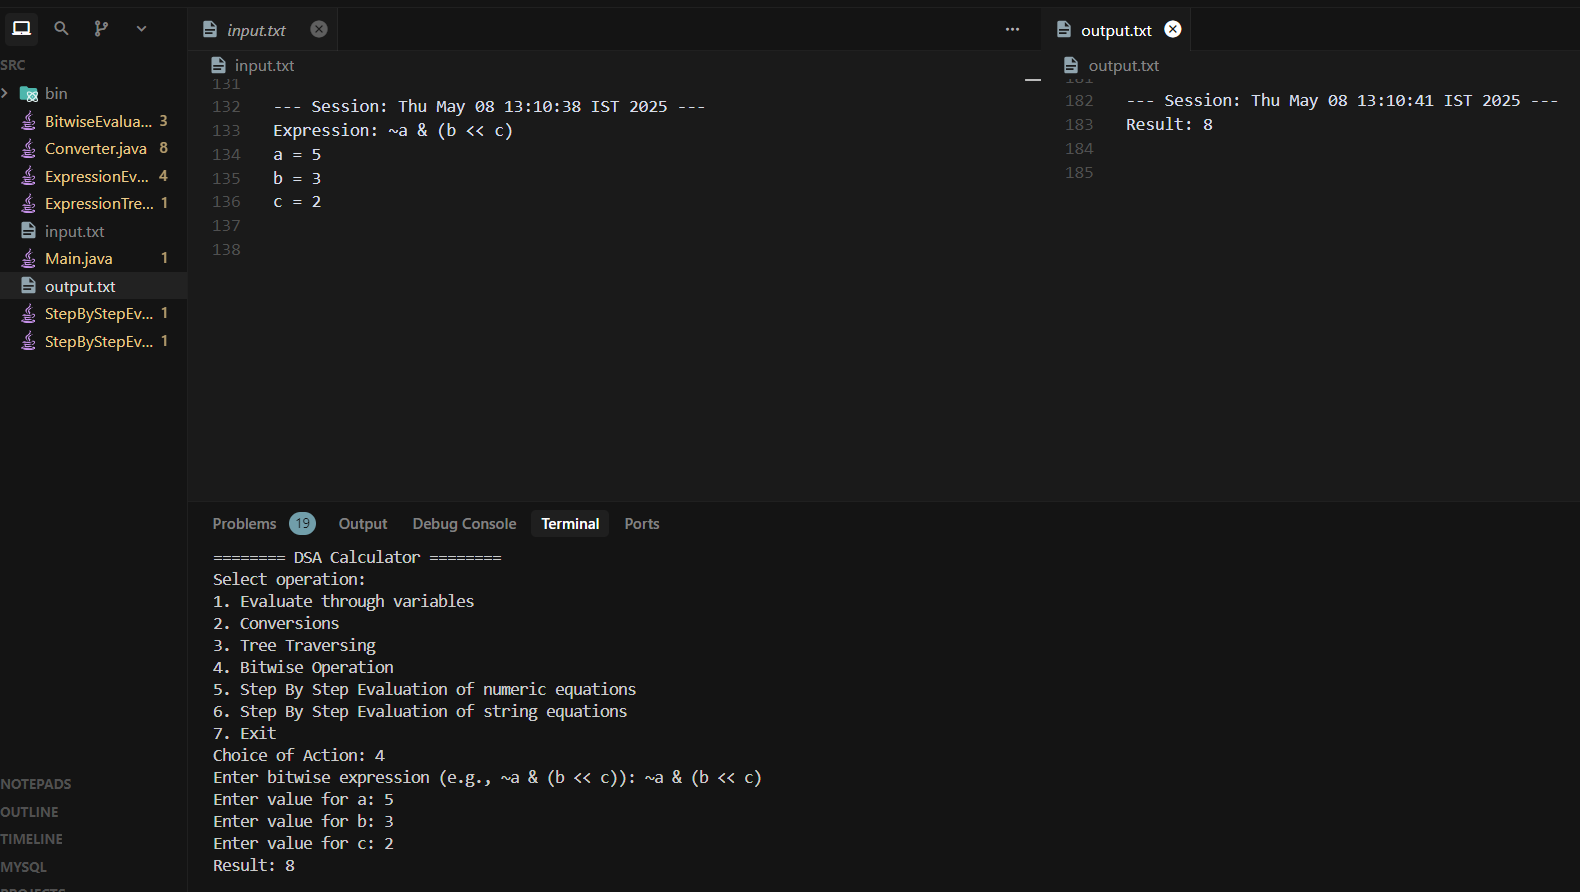 SRC
bin
BitwiseEvalua... 3
Converter.java 8
ExpressionEv... 4
ExpressionTre... 1
input.txt
Main.java 1
output.txt
StepByStepEv... 1
StepByStepEv... 1
NOTEPADS
OUTLINE
TIMELINE
MYSQL
PROJECTS
input.txt
···
input.txt
131
132 --- Session: Thu May 08 13:10:38 IST 2025 ---
133 Expression: ~a & (b << c)
134 a = 5
135 b = 3
136 c = 2
137
138
output.txt
output.txt
181
182 --- Session: Thu May 08 13:10:41 IST 2025 ---
183 Result: 8
184
185
Problems 19 Output Debug Console Terminal Ports
======== DSA Calculator ========
Select operation:
1. Evaluate through variables
2. Conversions
3. Tree Traversing
4. Bitwise Operation
5. Step By Step Evaluation of numeric equations
6. Step By Step Evaluation of string equations
7. Exit
Choice of Action: 4
Enter bitwise expression (e.g., ~a & (b << c)): ~a & (b << c)
Enter value for a: 5
Enter value for b: 3
Enter value for c: 2
Result: 8